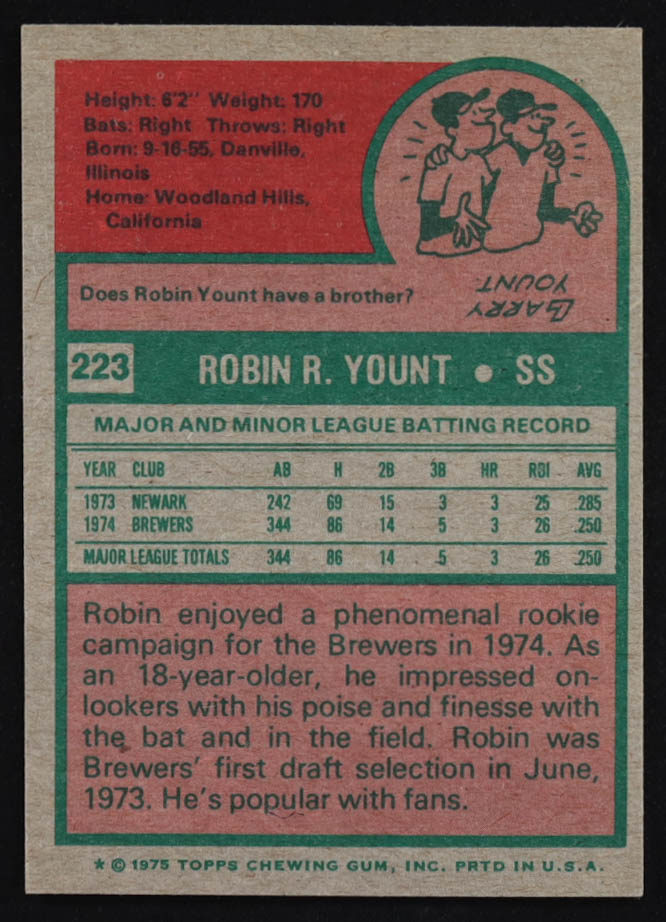 Height: 6'2" Weight: 170
Bats: Right Throws: Right
Born: 9-16-55, Danville,
Illinois
Home: Woodland Hills,
California
Does Robin Yount have a brother?
LARRY
YOUNT
223 ROBIN R. YOUNT • SS
MAJOR AND MINOR LEAGUE BATTING RECORD
YEAR CLUB AB H 2B 3B HR RBI AVG
1973 NEWARK 242 69 15 3 3 25 .285
1974 BREWERS 344 86 14 5 3 26 .250
MAJOR LEAGUE TOTALS 344 86 14 5 3 26 .250
Robin enjoyed a phenomenal rookie
campaign for the Brewers in 1974. As
an 18-year-older, he impressed on-
lookers with his poise and finesse with
the bat and in the field. Robin was
Brewers' first draft selection in June,
1973. He's popular with fans.
* © 1975 TOPPS CHEWING GUM, INC. PRTD IN U.S.A.